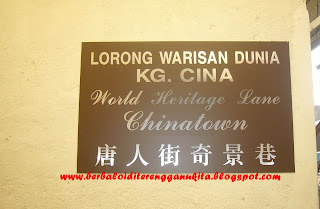 LORONG WARISAN DUNIA
KG. CINA
World Heritage Lane
Chinatown
唐人街奇景巷
www.berbaloiditerengganukita.blogspot.com